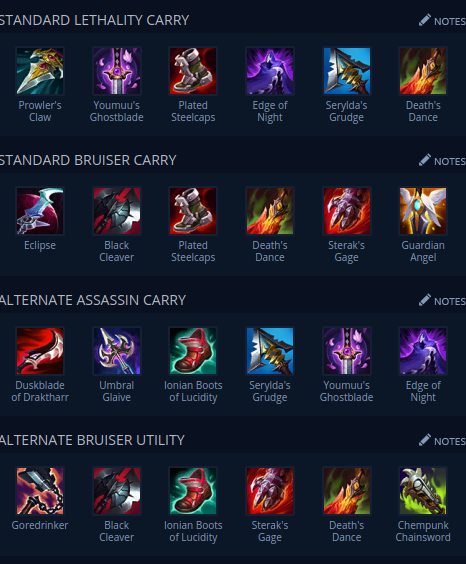 STANDARD LETHALITY CARRY NOTES
Prowler's Youmuu's Plated Edge of Serylda's Death's
Claw Ghostblade Steelcaps Night Grudge Dance
STANDARD BRUISER CARRY NOTES
Eclipse Black Plated Death's Sterak's Guardian
Cleaver Steelcaps Dance Gage Angel
ALTERNATE ASSASSIN CARRY NOTES
Duskblade Umbral Ionian Boots Serylda's Youmuu's Edge of
of Draktharr Glaive of Lucidity Grudge Ghostblade Night
ALTERNATE BRUISER UTILITY NOTES
Goredrinker Black Ionian Boots Sterak's Death's Chempunk
Cleaver of Lucidity Gage Dance Chainsword